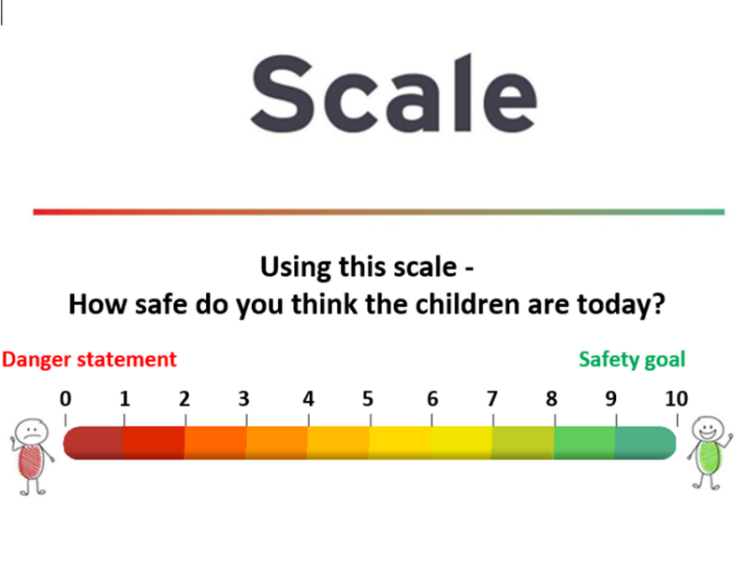 Scale
Using this scale -
How safe do you think the children are today?
Danger statement
Safety goal
0 1 2 3 4 5 6 7 8 9 10